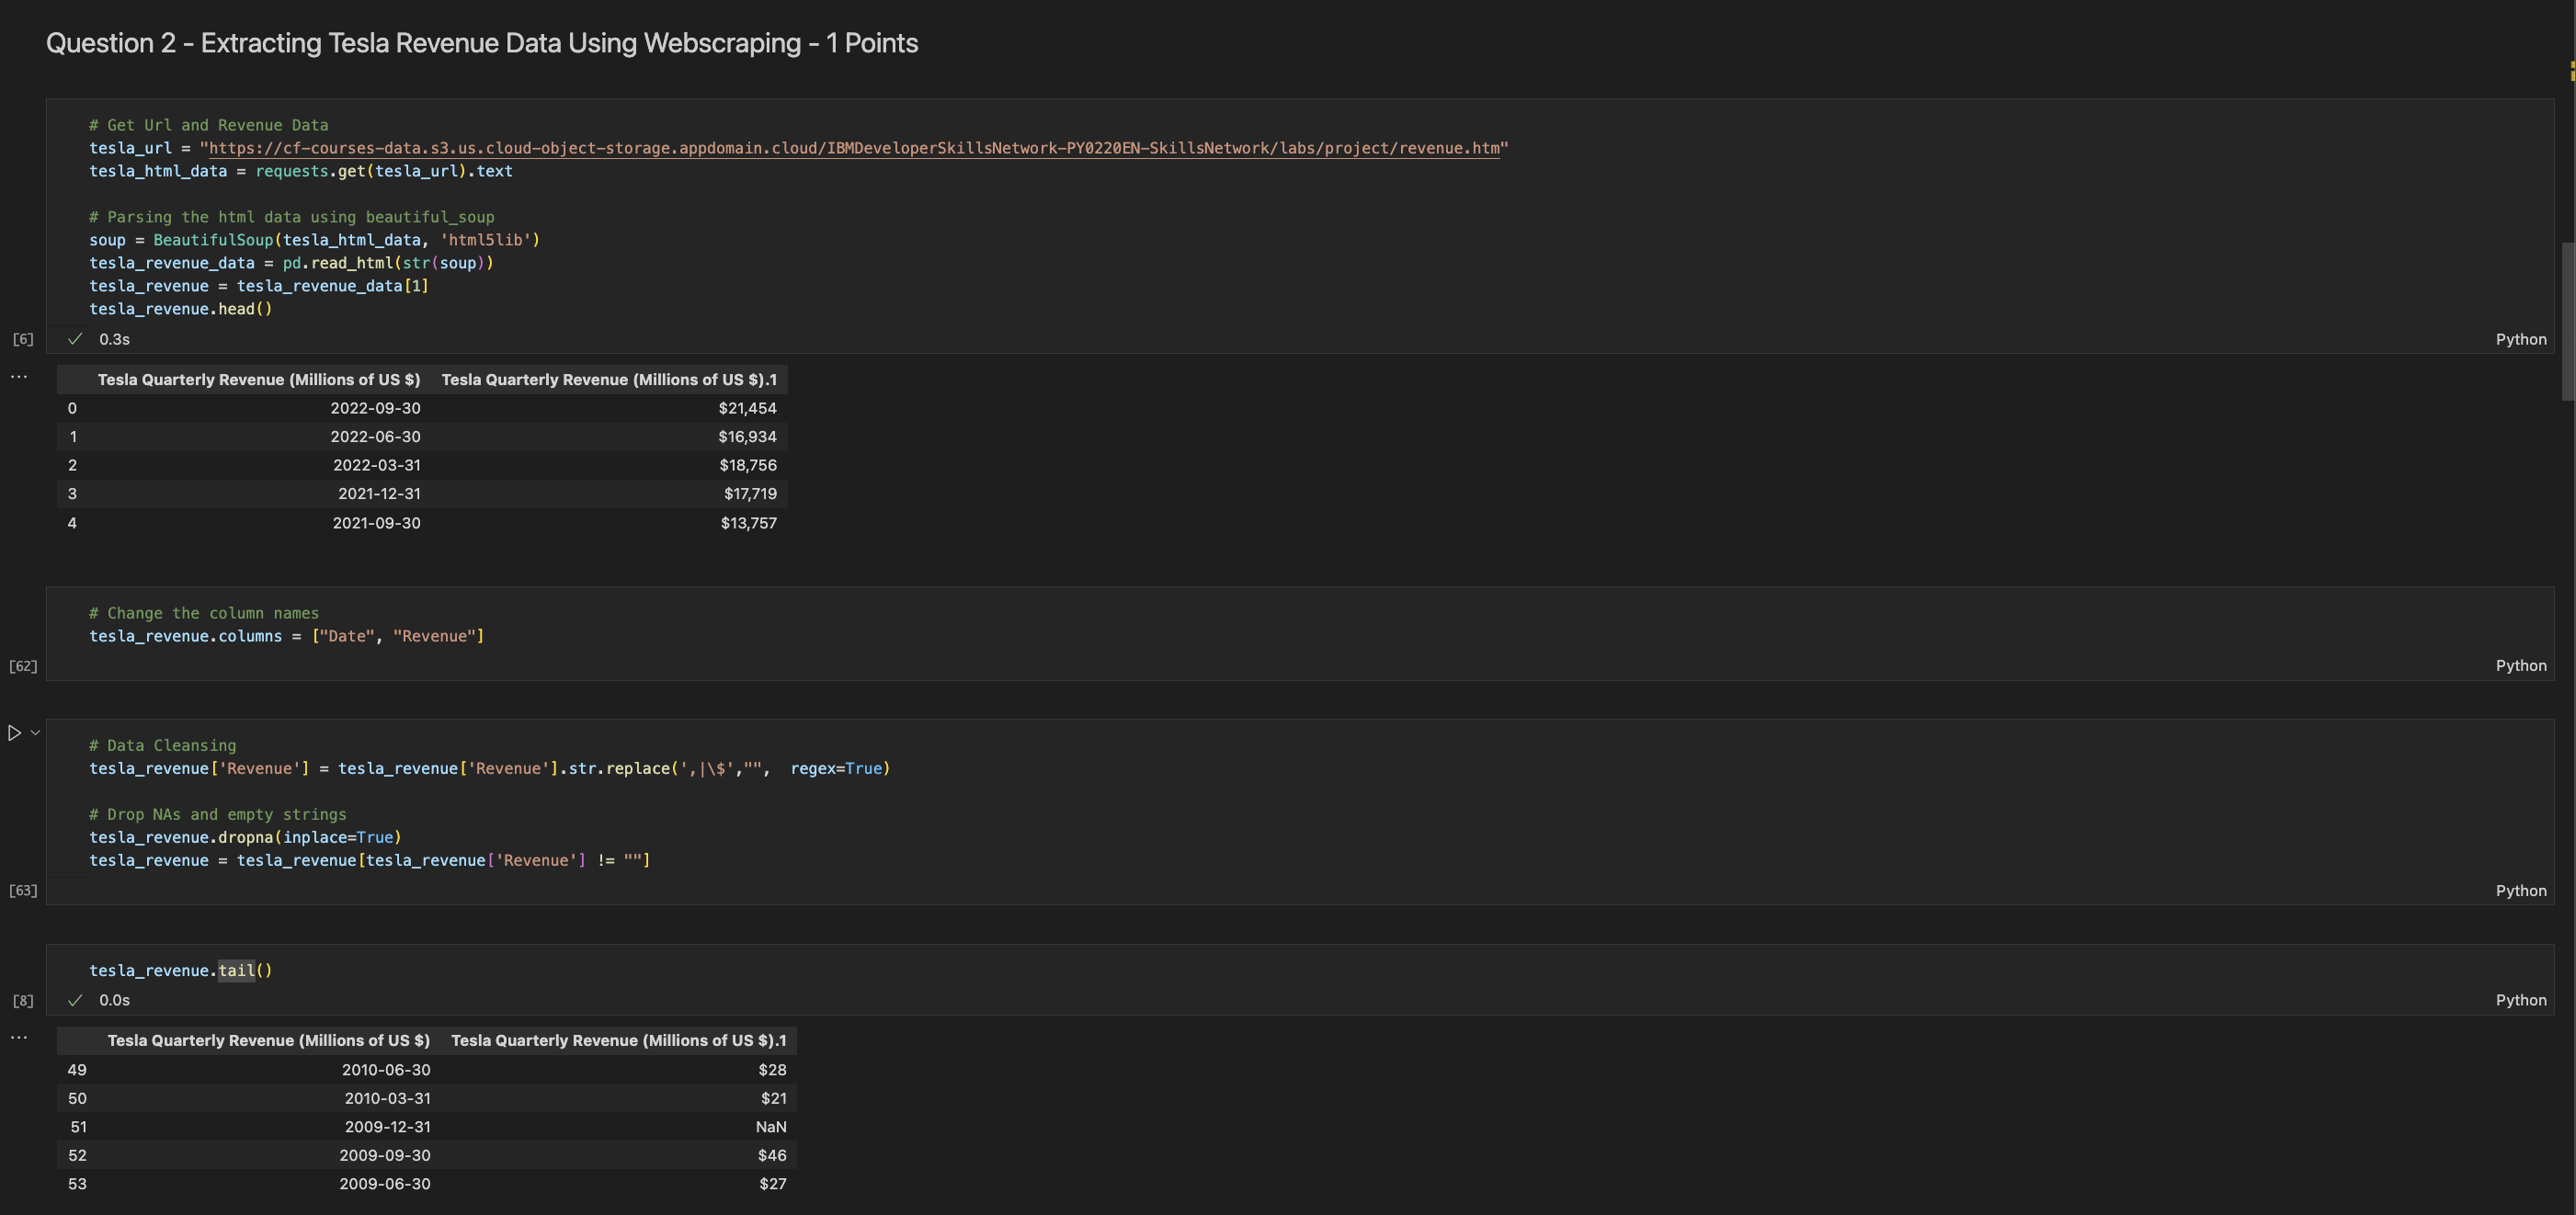 Question 2 - Extracting Tesla Revenue Data Using Webscraping - 1 Points
# Get Url and Revenue Data
tesla_url = "https://cf-courses-data.s3.us.cloud-object-storage.appdomain.cloud/IBMDeveloperSkillsNetwork-PY0220EN-SkillsNetwork/labs/project/revenue.htm"
tesla_html_data = requests.get(tesla_url).text
# Parsing the html data using beautiful_soup
soup = BeautifulSoup(tesla_html_data, 'html5lib')
tesla_revenue_data = pd.read_html(str(soup))
tesla_revenue = tesla_revenue_data[1]
tesla_revenue.head()
[6] ✓ 0.3s Python
...
Tesla Quarterly Revenue (Millions of US $) Tesla Quarterly Revenue (Millions of US $).1
0 2022-09-30 $21,454
1 2022-06-30 $16,934
2 2022-03-31 $18,756
3 2021-12-31 $17,719
4 2021-09-30 $13,757
# Change the column names
tesla_revenue.columns = ["Date", "Revenue"]
[62] Python
# Data Cleansing
tesla_revenue['Revenue'] = tesla_revenue['Revenue'].str.replace(',|\$',"", regex=True)
# Drop NAs and empty strings
tesla_revenue.dropna(inplace=True)
tesla_revenue = tesla_revenue[tesla_revenue['Revenue'] != ""]
[63] Python
tesla_revenue.tail()
[8] ✓ 0.0s Python
...
Tesla Quarterly Revenue (Millions of US $) Tesla Quarterly Revenue (Millions of US $).1
49 2010-06-30 $28
50 2010-03-31 $21
51 2009-12-31 NaN
52 2009-09-30 $46
53 2009-06-30 $27